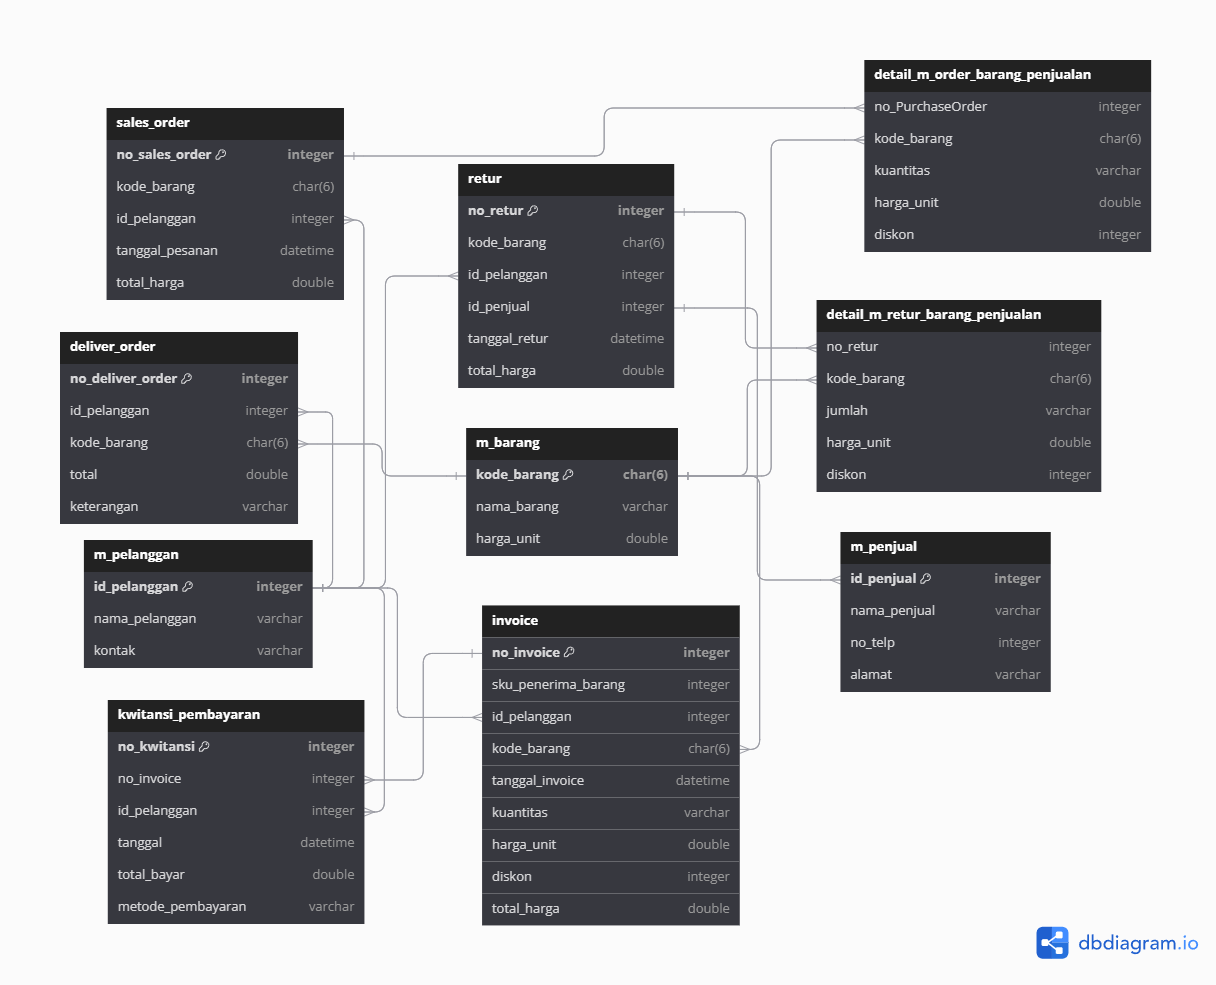 sales_order
no_sales_order integer
kode_barang char(6)
id_pelanggan integer
tanggal_pesanan datetime
total_harga double
deliver_order
no_deliver_order integer
id_pelanggan integer
kode_barang char(6)
total double
keterangan varchar
m_pelanggan
id_pelanggan integer
nama_pelanggan varchar
kontak varchar
kwitansi_pembayaran
no_kwitansi integer
no_invoice integer
id_pelanggan integer
tanggal datetime
total_bayar double
metode_pembayaran varchar
retur
no_retur integer
kode_barang char(6)
id_pelanggan integer
id_penjual integer
tanggal_retur datetime
total_harga double
m_barang
kode_barang char(6)
nama_barang varchar
harga_unit double
invoice
no_invoice integer
sku_penerima_barang integer
id_pelanggan integer
kode_barang char(6)
tanggal_invoice datetime
kuantitas varchar
harga_unit double
diskon integer
total_harga double
detail_m_order_barang_penjualan
no_PurchaseOrder integer
kode_barang char(6)
kuantitas varchar
harga_unit double
diskon integer
detail_m_retur_barang_penjualan
no_retur integer
kode_barang char(6)
jumlah varchar
harga_unit double
diskon integer
m_penjual
id_penjual integer
nama_penjual varchar
no_telp integer
alamat varchar
dbdiagram.io